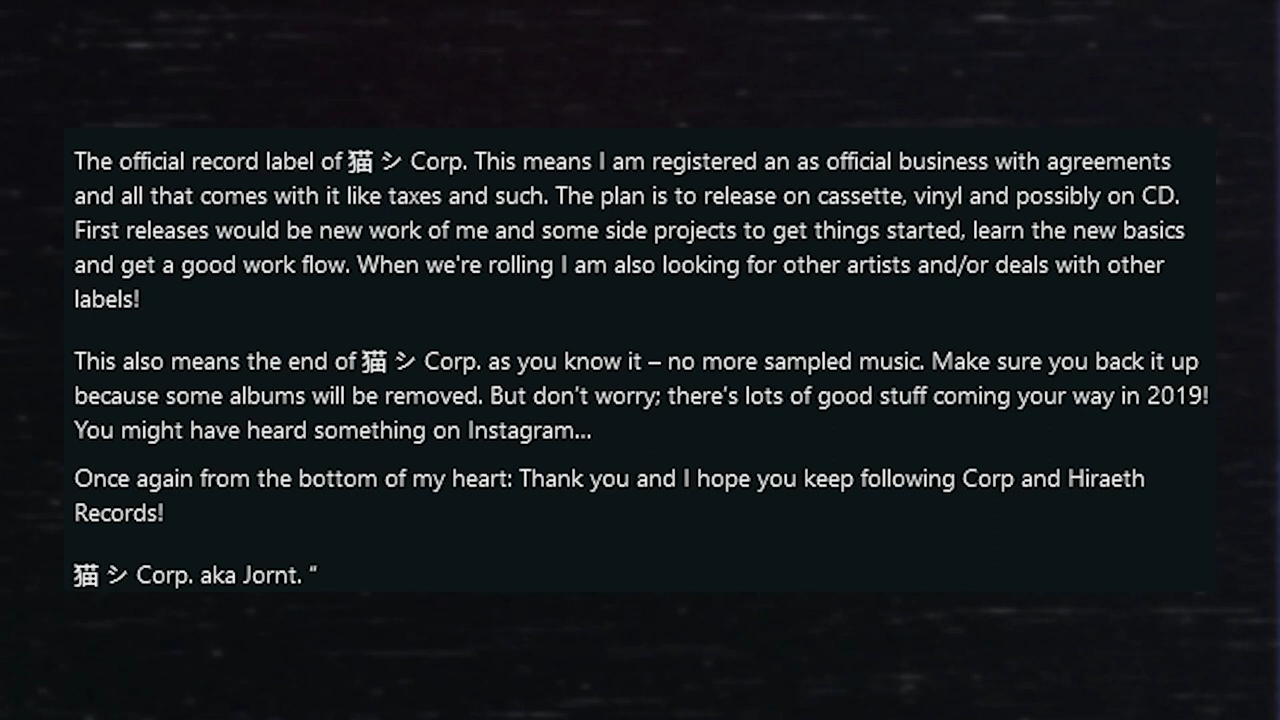 The official record label of 猫 シ Corp. This means I am registered an as official business with agreements
and all that comes with it like taxes and such. The plan is to release on cassette, vinyl and possibly on CD.
First releases would be new work of me and some side projects to get things started, learn the new basics
and get a good work flow. When we're rolling I am also looking for other artists and/or deals with other
labels!
This also means the end of 猫 シ Corp. as you know it – no more sampled music. Make sure you back it up
because some albums will be removed. But don’t worry; there’s lots of good stuff coming your way in 2019!
You might have heard something on Instagram…
Once again from the bottom of my heart: Thank you and I hope you keep following Corp and Hiraeth
Records!
猫 シ Corp. aka Jornt. “